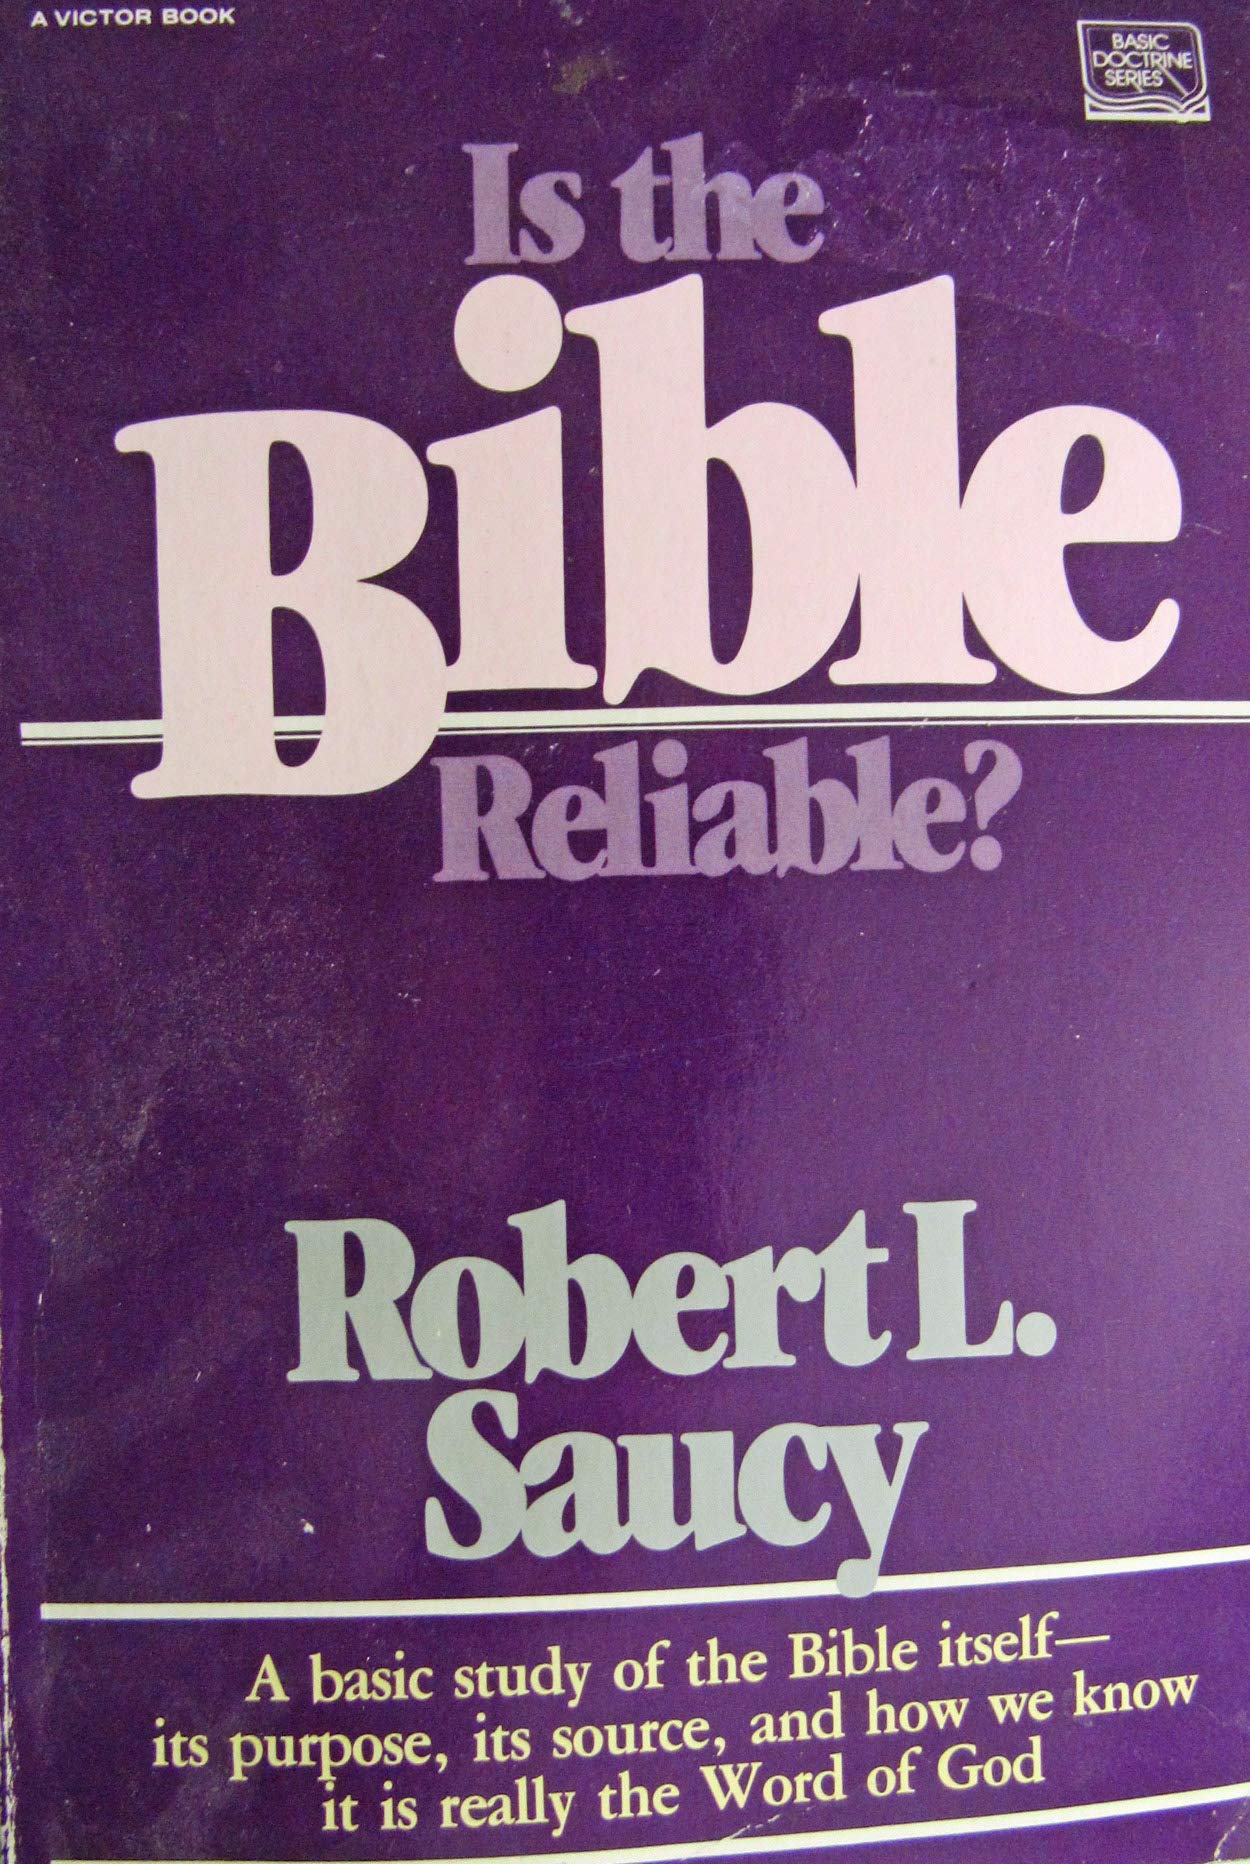 A VICTOR BOOK
BASIC
DOCTRINE
SERIES
Is the
Bible
Reliable?
Robert L.
Saucy
A basic study of the Bible itself—
its purpose, its source, and how we know
it is really the Word of God